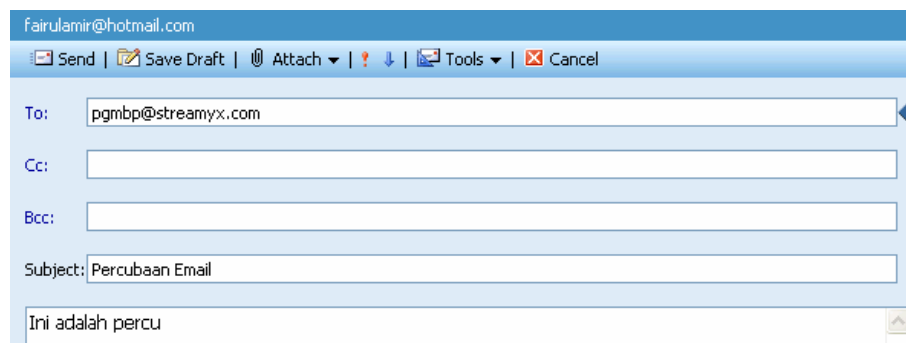 fairulamir@hotmail.com
Send | Save Draft | Attach | Tools | Cancel
To: pgmbp@streamyx.com
Cc:
Bcc:
Subject: Percubaan Email
Ini adalah percu